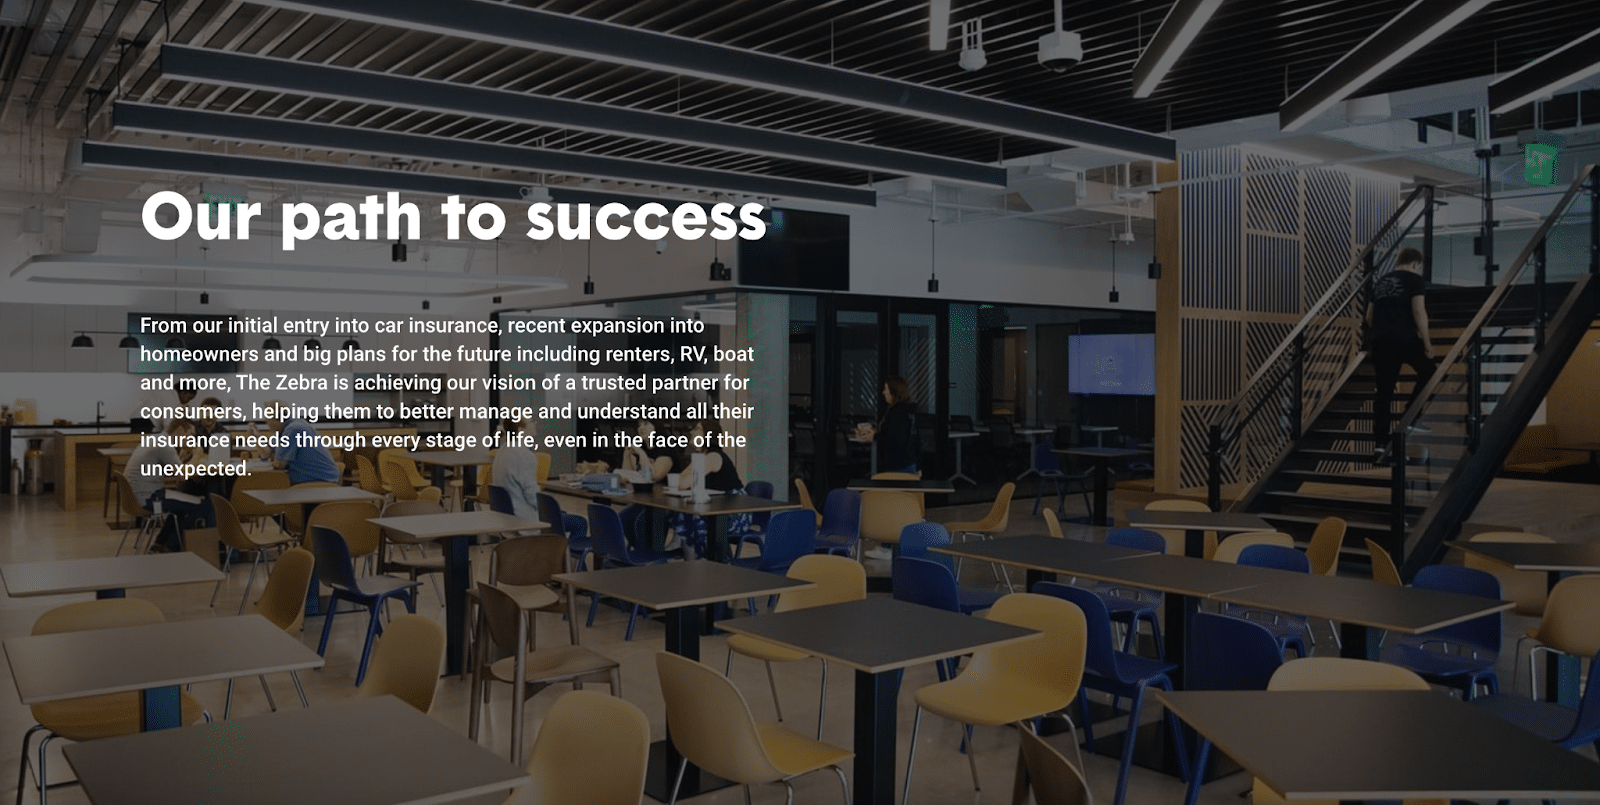 Our path to success
From our initial entry into car insurance, recent expansion into
homeowners and big plans for the future including renters, RV, boat
and more, The Zebra is achieving our vision of a trusted partner for
consumers, helping them to better manage and understand all their
insurance needs through every stage of life, even in the face of the
unexpected.